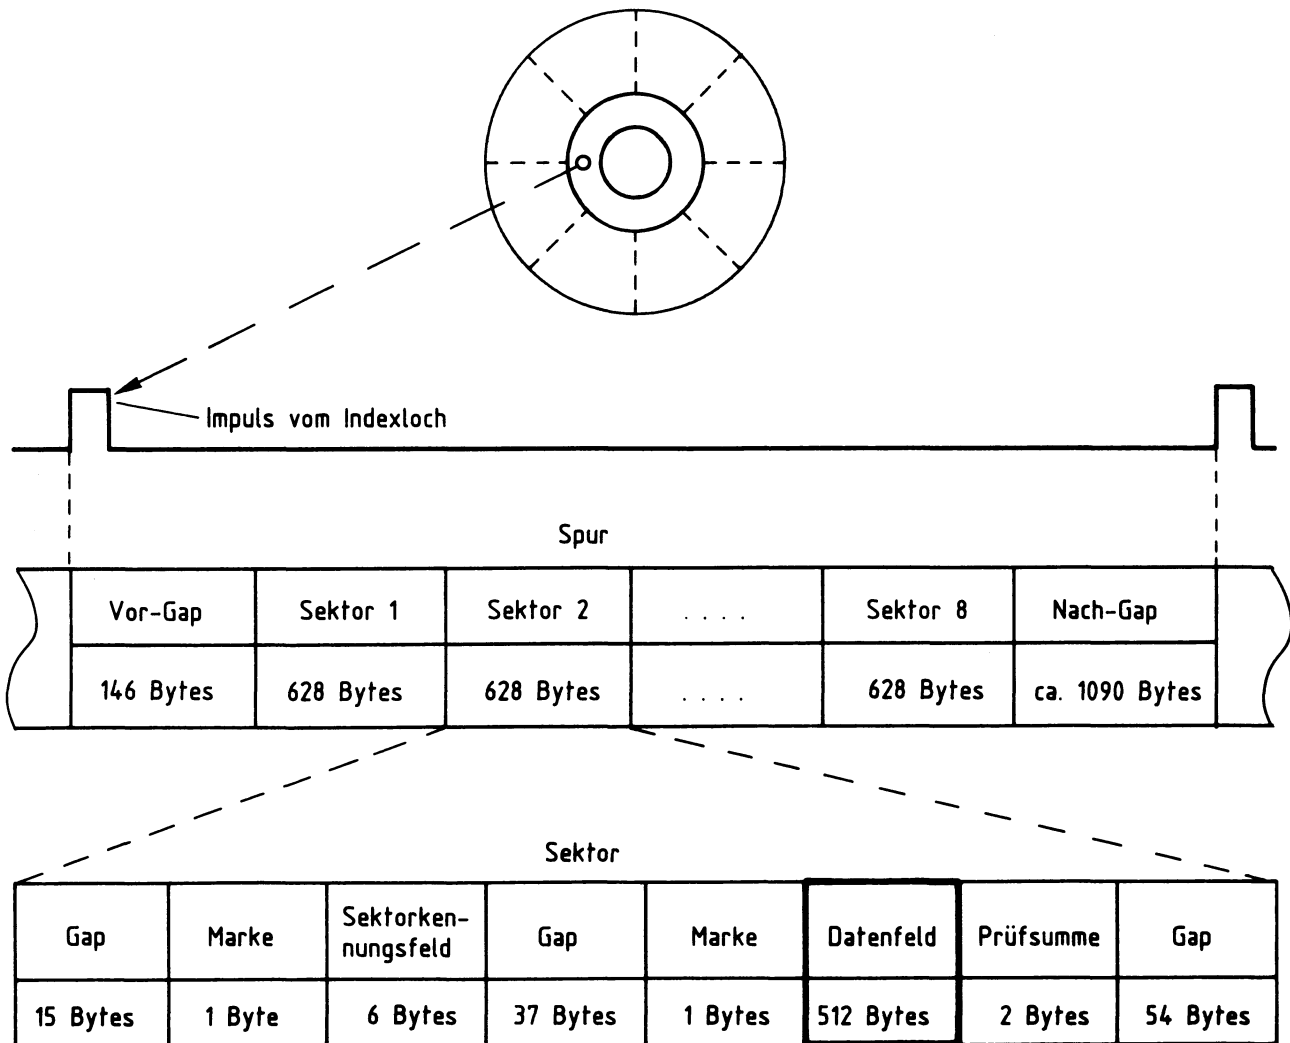 Impuls vom Indexloch
Spur
Vor-Gap Sektor 1 Sektor 2 . . . . Sektor 8 Nach-Gap
146 Bytes 628 Bytes 628 Bytes . . . . 628 Bytes ca. 1090 Bytes
Sektor
Gap Marke Sektorken-
nungsfeld Gap Marke Datenfeld Prüfsumme Gap
15 Bytes 1 Byte 6 Bytes 37 Bytes 1 Bytes 512 Bytes 2 Bytes 54 Bytes